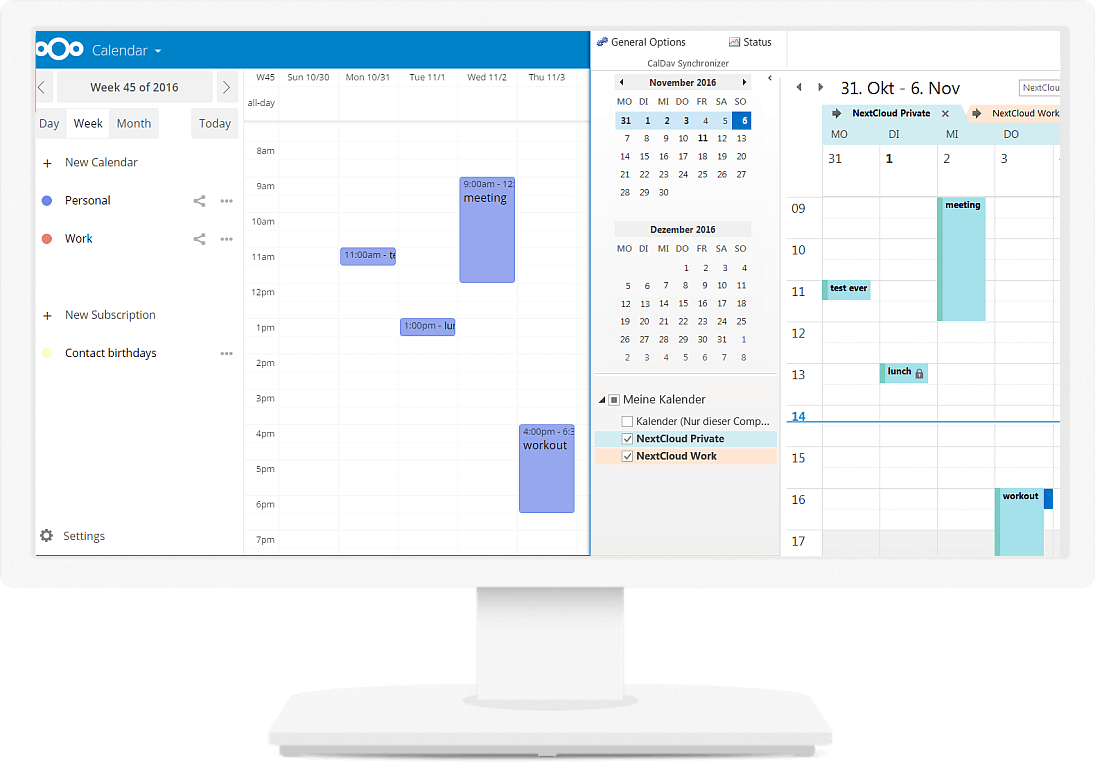 Calendar
Week 45 of 2016
Day Week Month Today
+ New Calendar
Personal
Work
+ New Subscription
Contact birthdays
Settings
W45 Sun 10/30 Mon 10/31 Tue 11/1 Wed 11/2 Thu 11/3
all-day
8am
9am
10am
11am
12pm
1pm
2pm
3pm
4pm
5pm
6pm
7pm
9:00am - 12:
meeting
11:00am - te
1:00pm - lun
4:00pm - 6:3
workout
General Options Status
CalDav Synchronizer
November 2016
MO DI MI DO FR SA SO
31 1 2 3 4 5 6
7 8 9 10 11 12 13
14 15 16 17 18 19 20
21 22 23 24 25 26 27
28 29 30
Dezember 2016
MO DI MI DO FR SA SO
1 2 3 4
5 6 7 8 9 10 11
12 13 14 15 16 17 18
19 20 21 22 23 24 25
26 27 28 29 30 31 1
2 3 4 5 6 7 8
Meine Kalender
Kalender (Nur dieser Comp...
NextCloud Private
NextCloud Work
31. Okt - 6. Nov
NextClou
NextCloud Private NextCloud Work
MO DI MI DO
31 1 2 3
09
10
11
12
13
14
15
16
17
meeting
test ever
lunch
workout